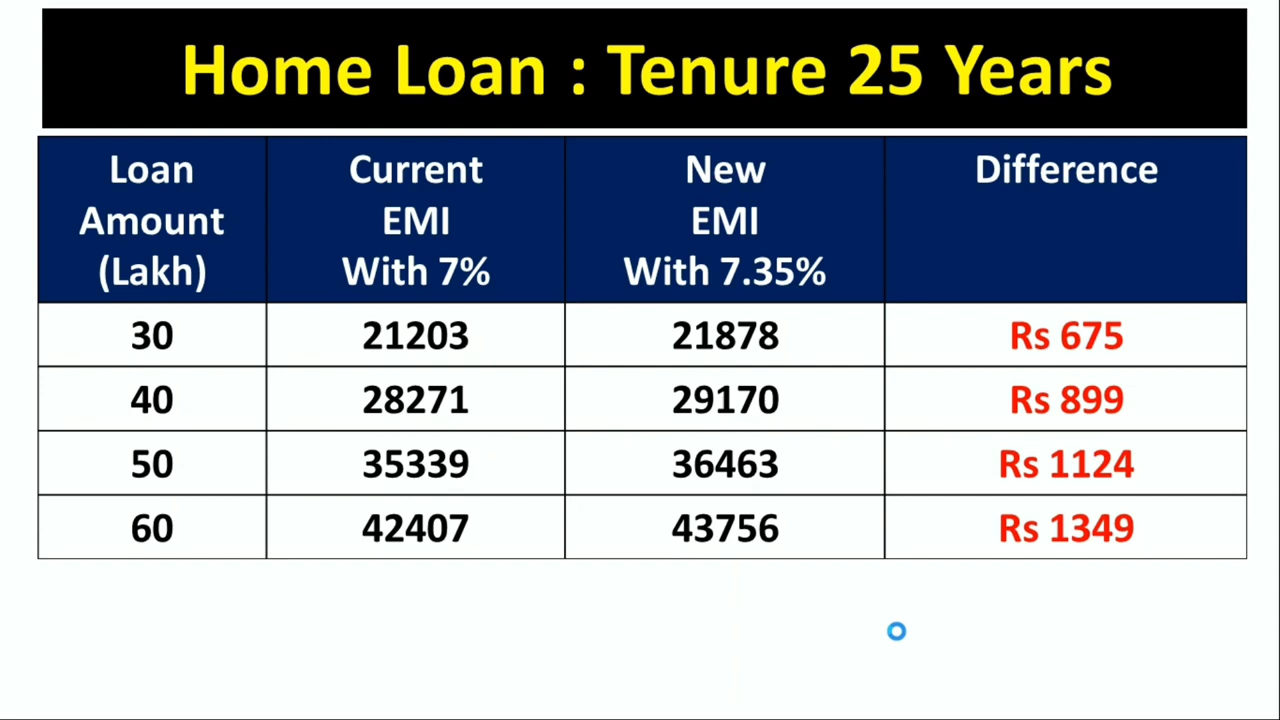 Home Loan : Tenure 25 Years
Loan Amount (Lakh) Current EMI With 7% New EMI With 7.35% Difference
30 21203 21878 Rs 675
40 28271 29170 Rs 899
50 35339 36463 Rs 1124
60 42407 43756 Rs 1349